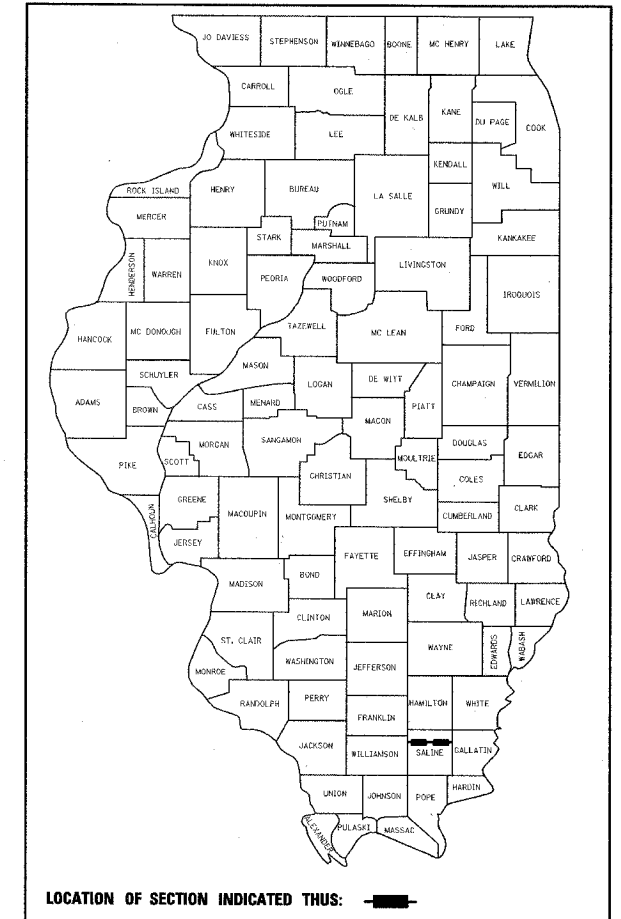 JO DAVIESS STEPHENSON WINNEBAGO BOONE MC HENRY LAKE
CARROLL OGLE DE KALB KANE DU PAGE COOK
WHITESIDE LEE
KENDALL WILL
ROCK ISLAND HENRY BUREAU LA SALLE GRUNDY
MERCER PUTNAM
STARK MARSHALL KANKAKEE
HENDERSON WARREN KNOX PEORIA WOODFORD LIVINGSTON
IROQUOIS
HANCOCK MC DONOUGH FULTON TAZEWELL MC LEAN FORD
MASON
SCHUYLER LOGAN DE WITT CHAMPAIGN VERMILION
ADAMS BROWN CASS MENARD MACON PIATT
MORGAN SANGAMON DOUGLAS EDGAR
PIKE SCOTT CHRISTIAN MOULTRIE
COLES
GREENE MACOUPIN MONTGOMERY SHELBY CUMBERLAND CLARK
CALHOUN JERSEY
FAYETTE EFFINGHAM JASPER CRAWFORD
MADISON BOND
CLAY RICHLAND LAWRENCE
CLINTON MARION
ST. CLAIR WAYNE EDWARDS WABASH
MONROE WASHINGTON JEFFERSON
RANDOLPH PERRY HAMILTON WHITE
FRANKLIN
JACKSON WILLIAMSON SALINE GALLATIN
UNION JOHNSON POPE HARDIN
ALEXANDER PULASKI MASSAC
LOCATION OF SECTION INDICATED THUS: